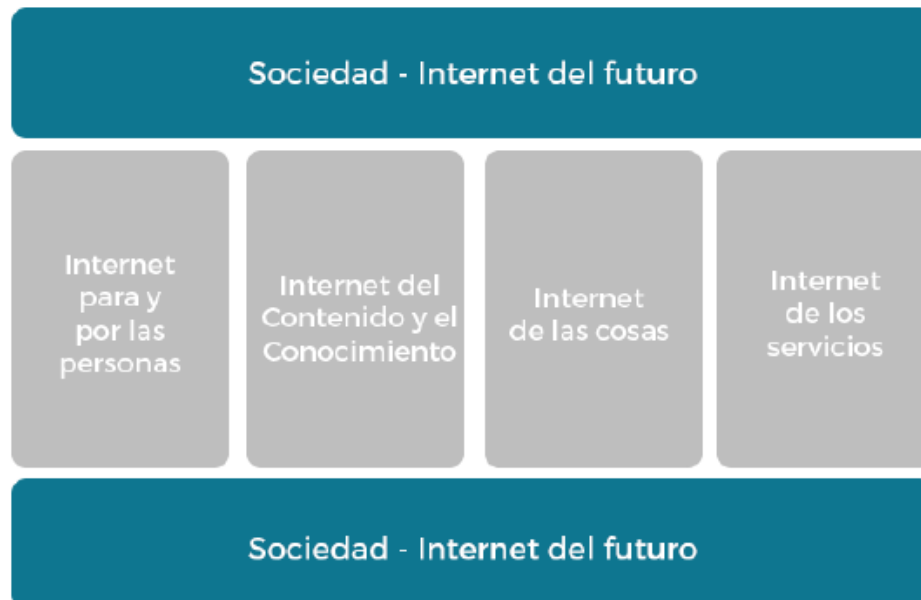 Sociedad - Internet del futuro
Internet
para y
por las
personas
Internet del
Contenido y el
Conocimiento
Internet
de las cosas
Internet
de los
servicios
Sociedad - Internet del futuro